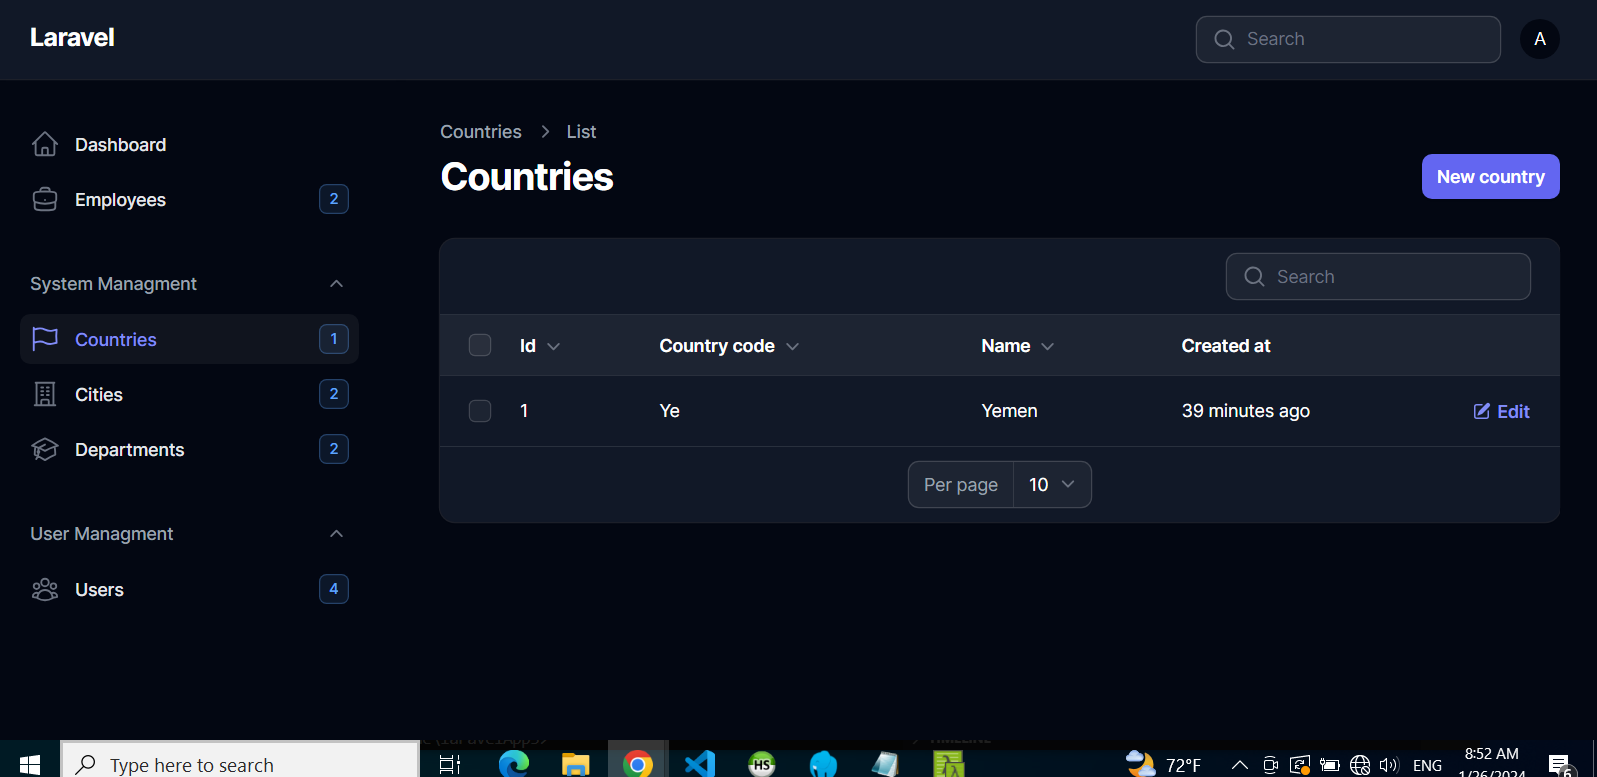 Laravel
Search
A
Dashboard
Employees 2
System Managment
Countries 1
Cities 2
Departments 2
User Managment
Users 4
Countries > List
Countries
New country
Search
Id Country code Name Created at
1 Ye Yemen 39 minutes ago Edit
Per page 10
Type here to search
HS
72°F
ENG
8:52 AM
1/26/2024
6